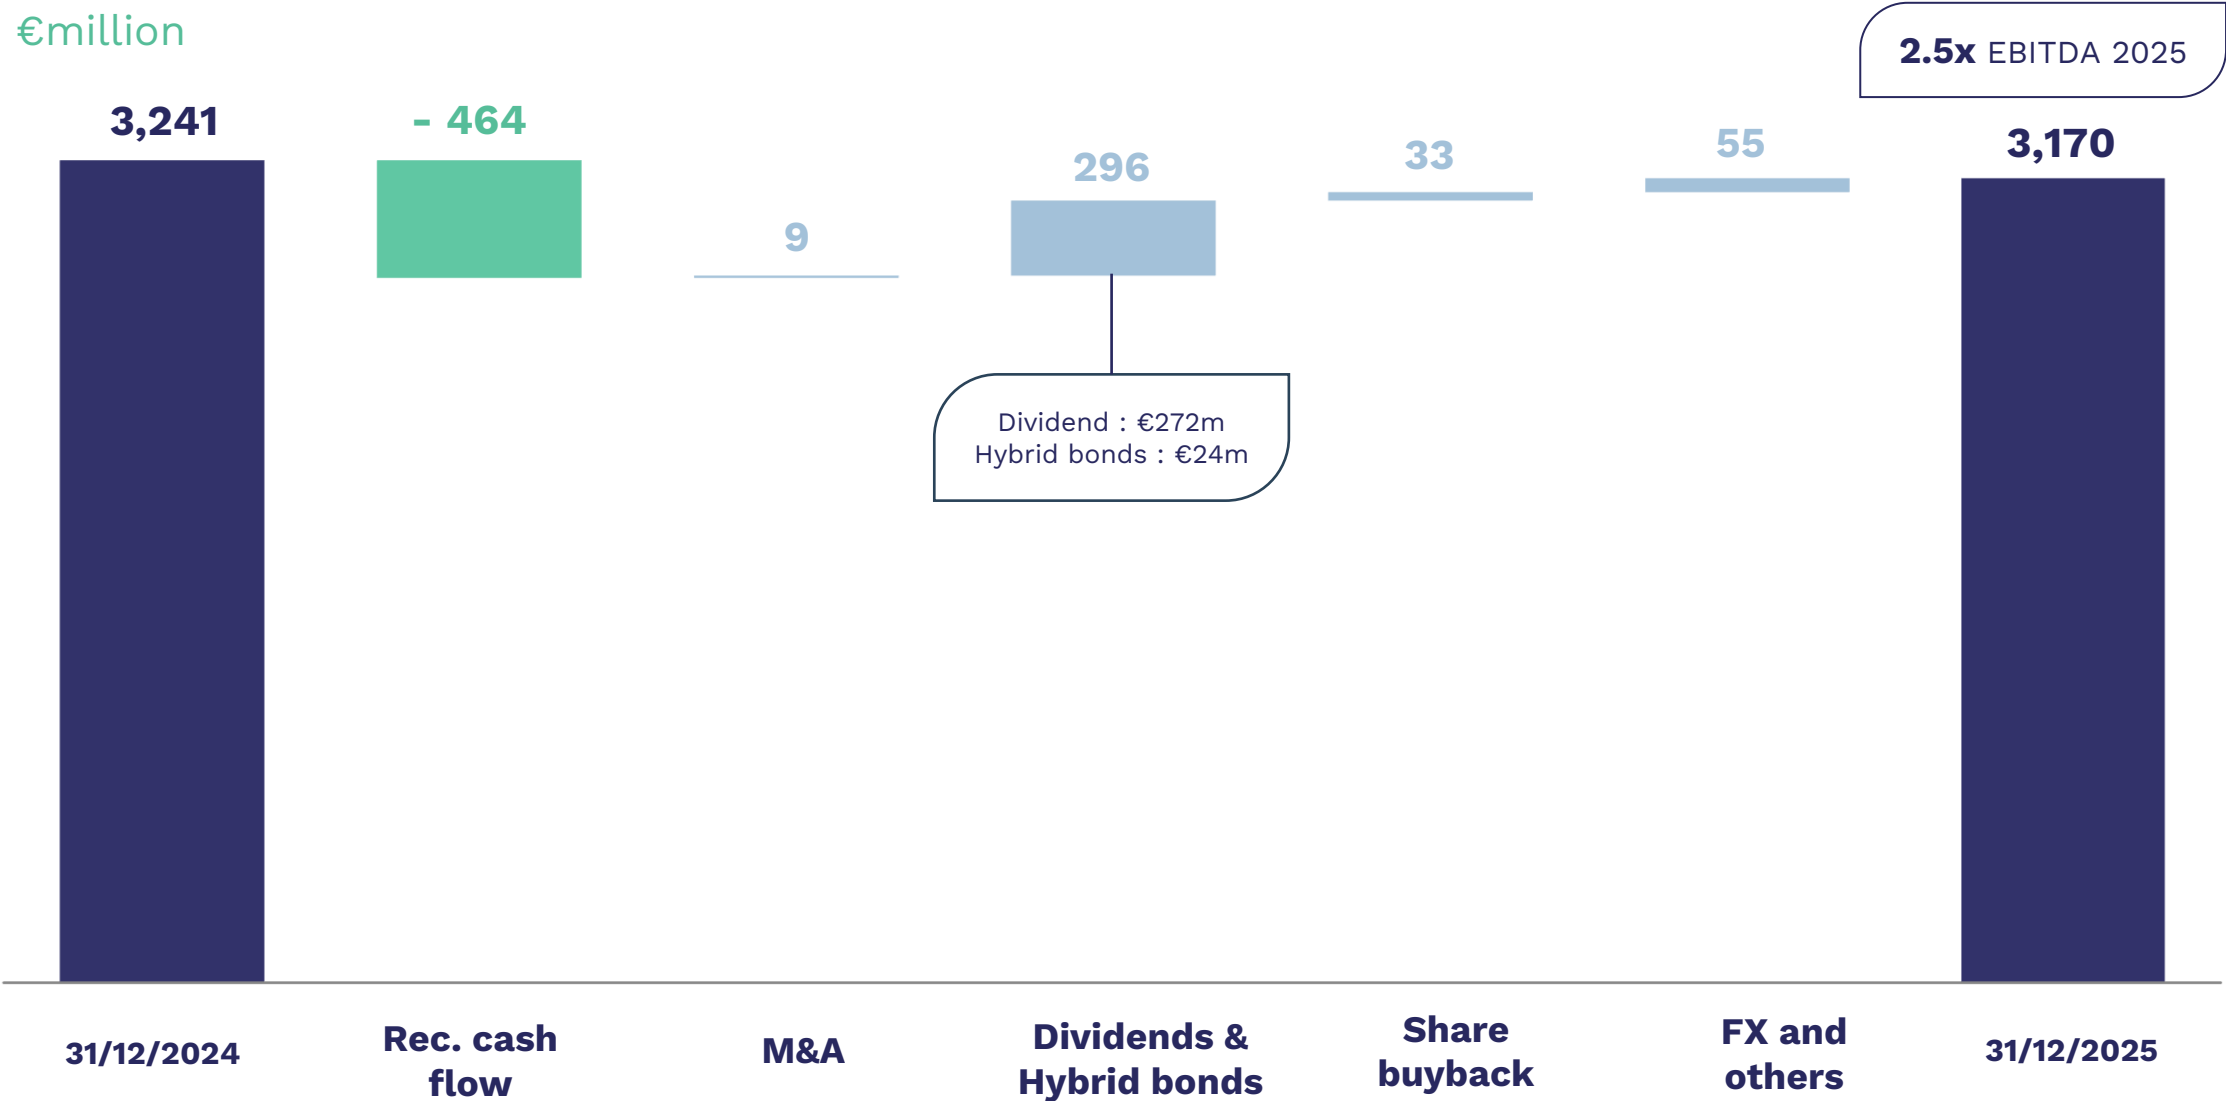 €million
2.5x EBITDA 2025
3,241
- 464
9
296
33
55
3,170
Dividend : €272m
Hybrid bonds : €24m
31/12/2024
Rec. cash
flow
M&A
Dividends &
Hybrid bonds
Share
buyback
FX and
others
31/12/2025